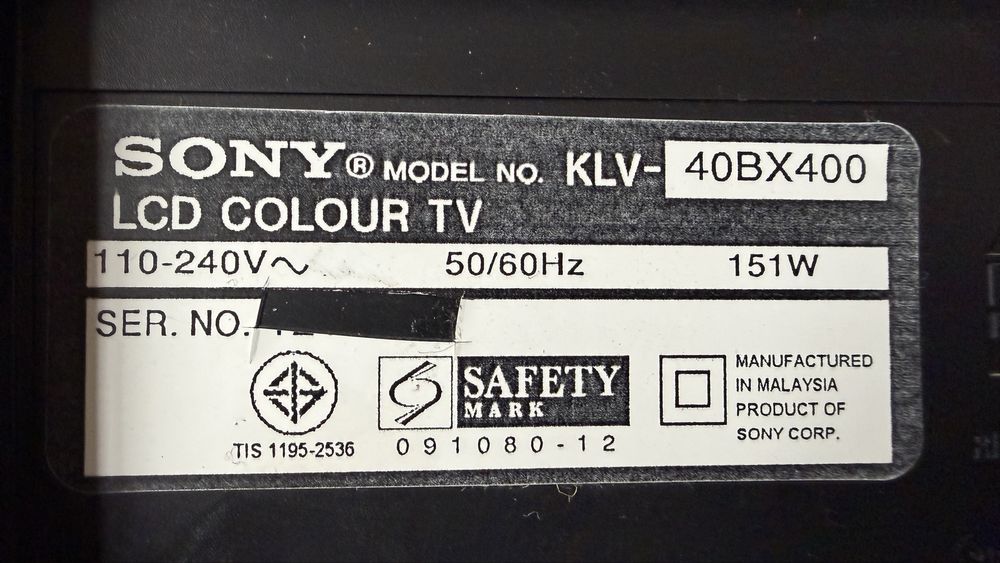 SONY® MODEL NO. KLV-40BX400
LCD COLOUR TV
110-240V~ 50/60Hz 151W
SER. NO.
TIS 1195-2536
SAFETY
MARK
091080-12
MANUFACTURED
IN MALAYSIA
PRODUCT OF
SONY CORP.